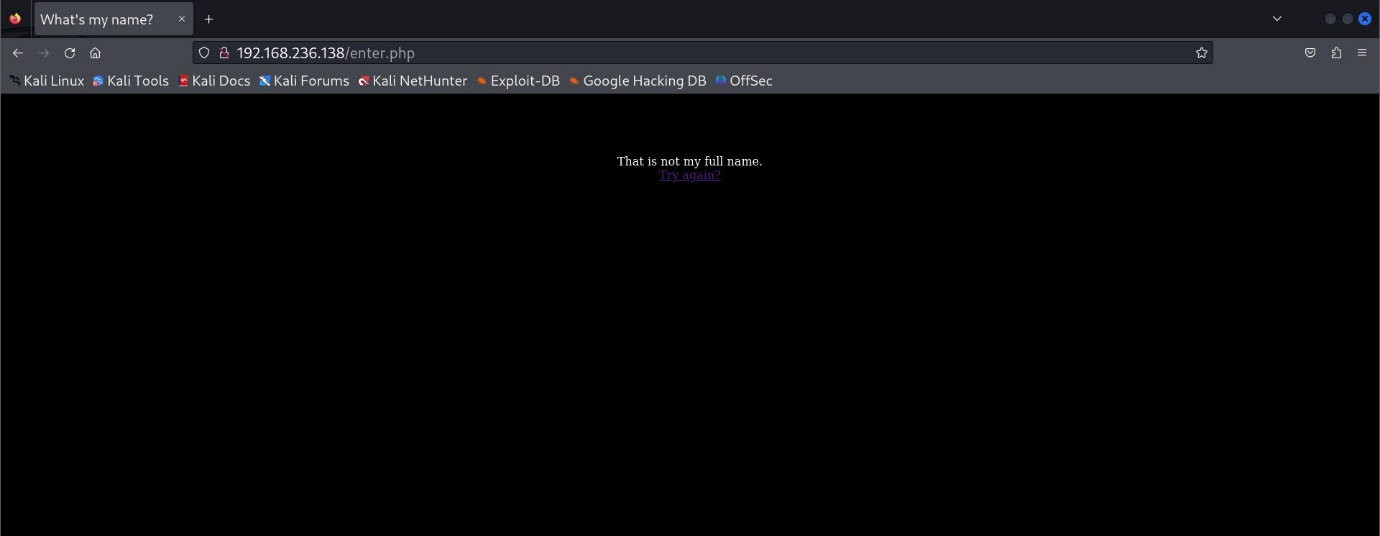 What's my name?
192.168.236.138/enter.php
Kali Linux Kali Tools Kali Docs Kali Forums Kali NetHunter Exploit-DB Google Hacking DB OffSec
That is not my full name.
Try again?